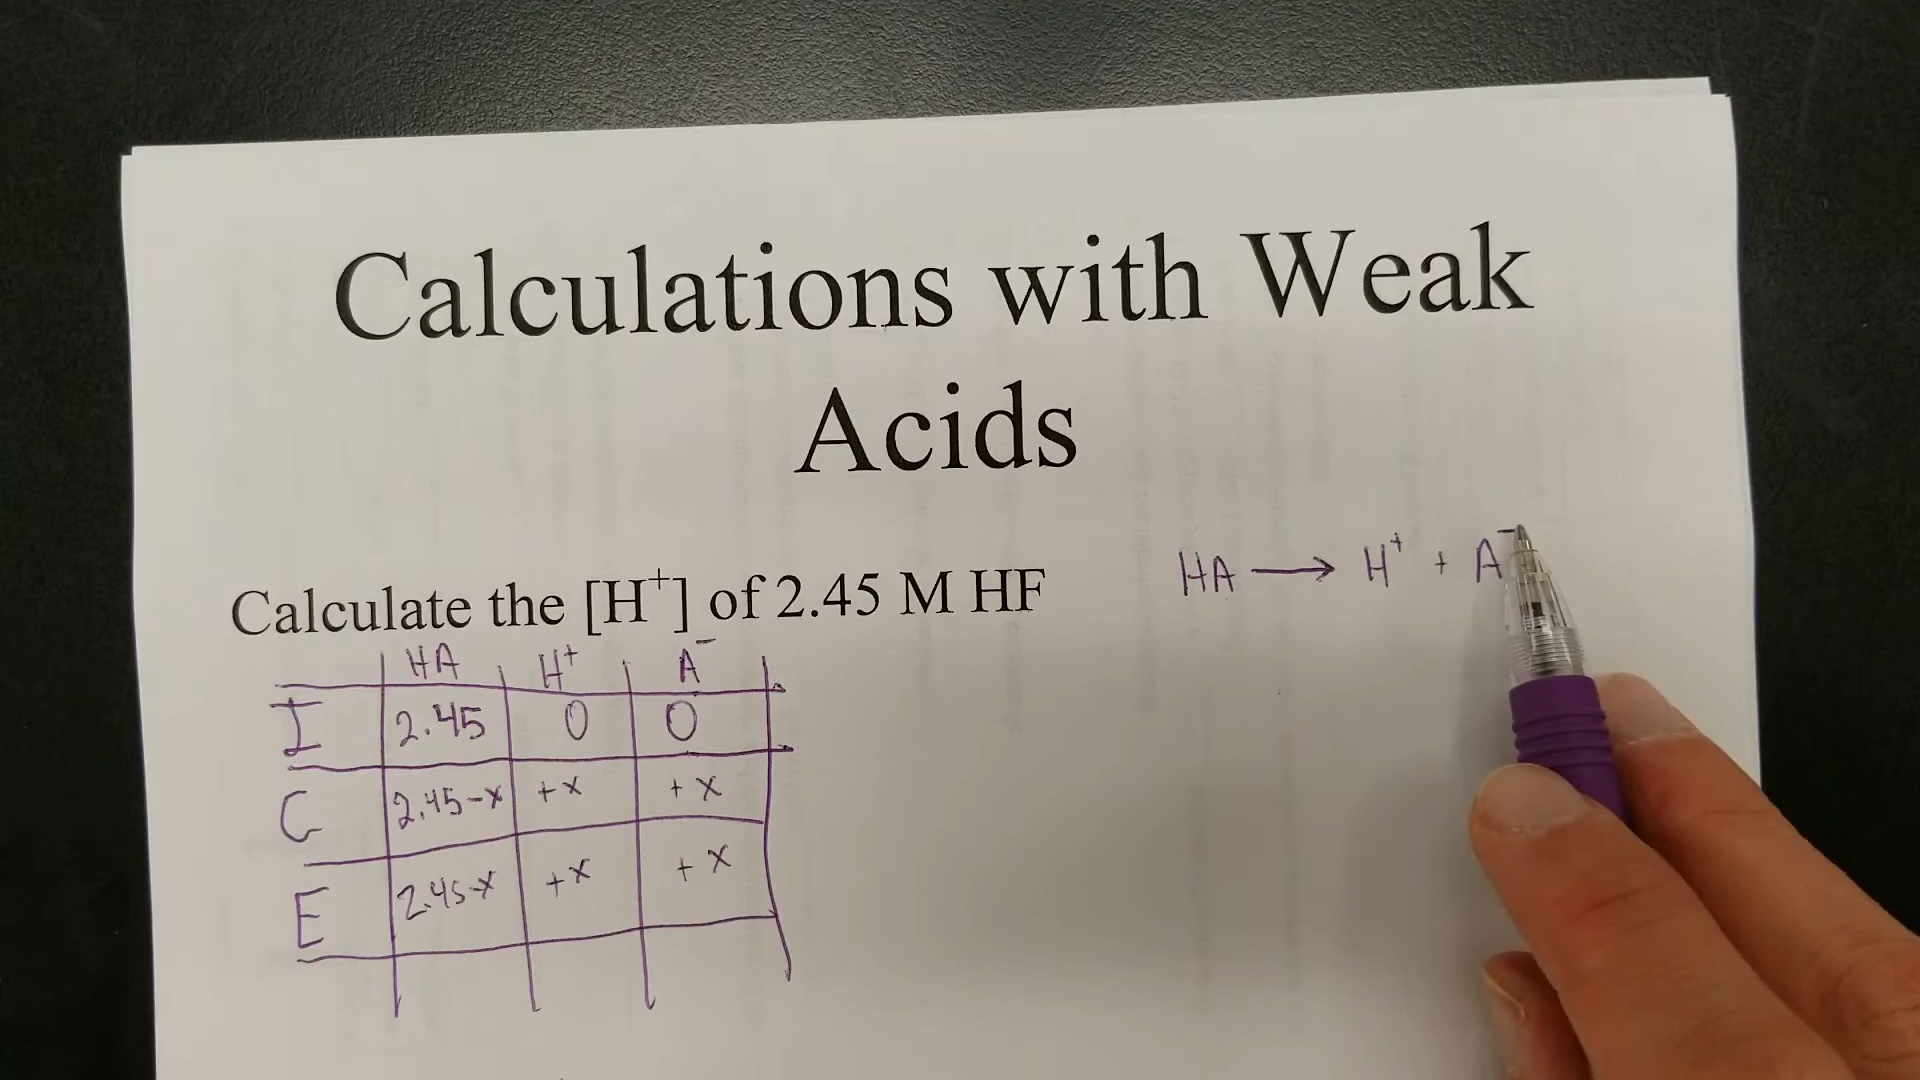 Calculations with Weak
Acids
HA → H⁺ + A⁻
Calculate the [H⁺] of 2.45 M HF
HA H⁺ A⁻
I 2.45 0 0
C 2.45-x +x +x
E 2.45-x +x +x